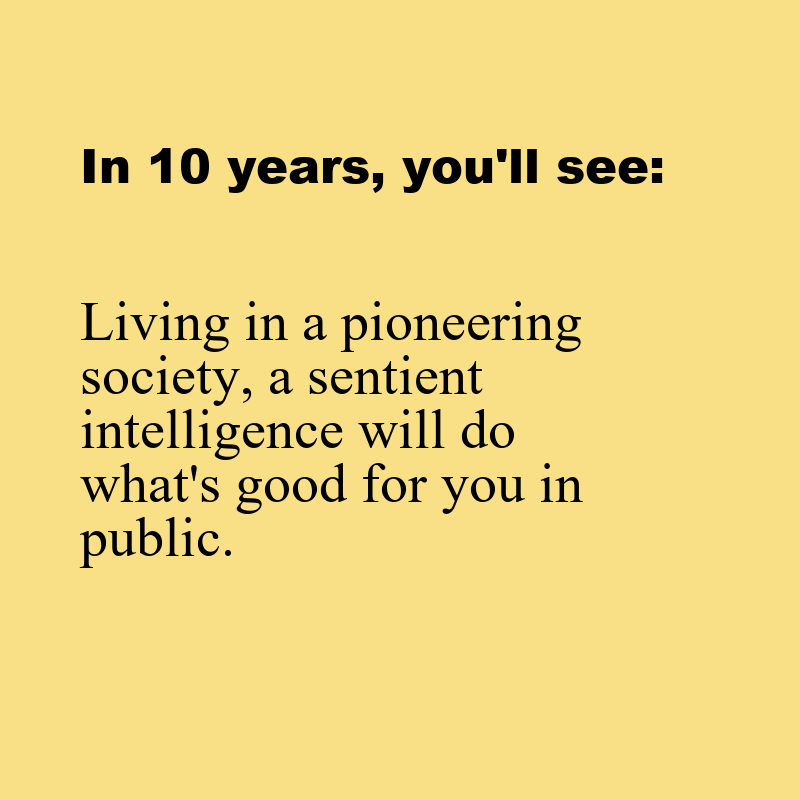 In 10 years, you'll see:
Living in a pioneering
society, a sentient
intelligence will do
what's good for you in
public.